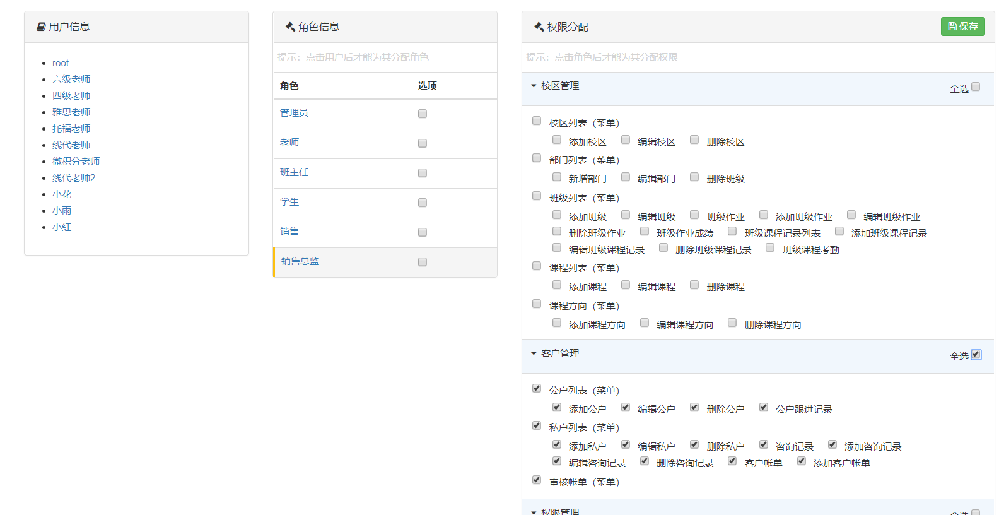 用户信息
root
六级老师
四级老师
雅思老师
托福老师
线代老师
微积分老师
线代老师2
小花
小雨
小红
角色信息
提示：点击用户后才能为其分配角色
角色 选项
管理员
老师
班主任
学生
销售
销售总监
权限分配 保存
提示：点击角色后才能为其分配权限
校区管理 全选
校区列表（菜单）
添加校区 编辑校区 删除校区
部门列表（菜单）
新增部门 编辑部门 删除班级
班级列表（菜单）
添加班级 编辑班级 班级作业 添加班级作业 编辑班级作业
删除班级作业 班级作业成绩 班级课程记录列表 添加班级课程记录
编辑班级课程记录 删除班级课程记录 班级课程考勤
课程列表（菜单）
添加课程 编辑课程 删除课程
课程方向（菜单）
添加课程方向 编辑课程方向 删除课程方向
客户管理 全选
公户列表（菜单）
添加公户 编辑公户 删除公户 公户跟进记录
私户列表（菜单）
添加私户 编辑私户 删除私户 咨询记录 添加咨询记录
编辑咨询记录 删除咨询记录 客户帐单 添加客户帐单
审核帐单（菜单）
权限管理 全选